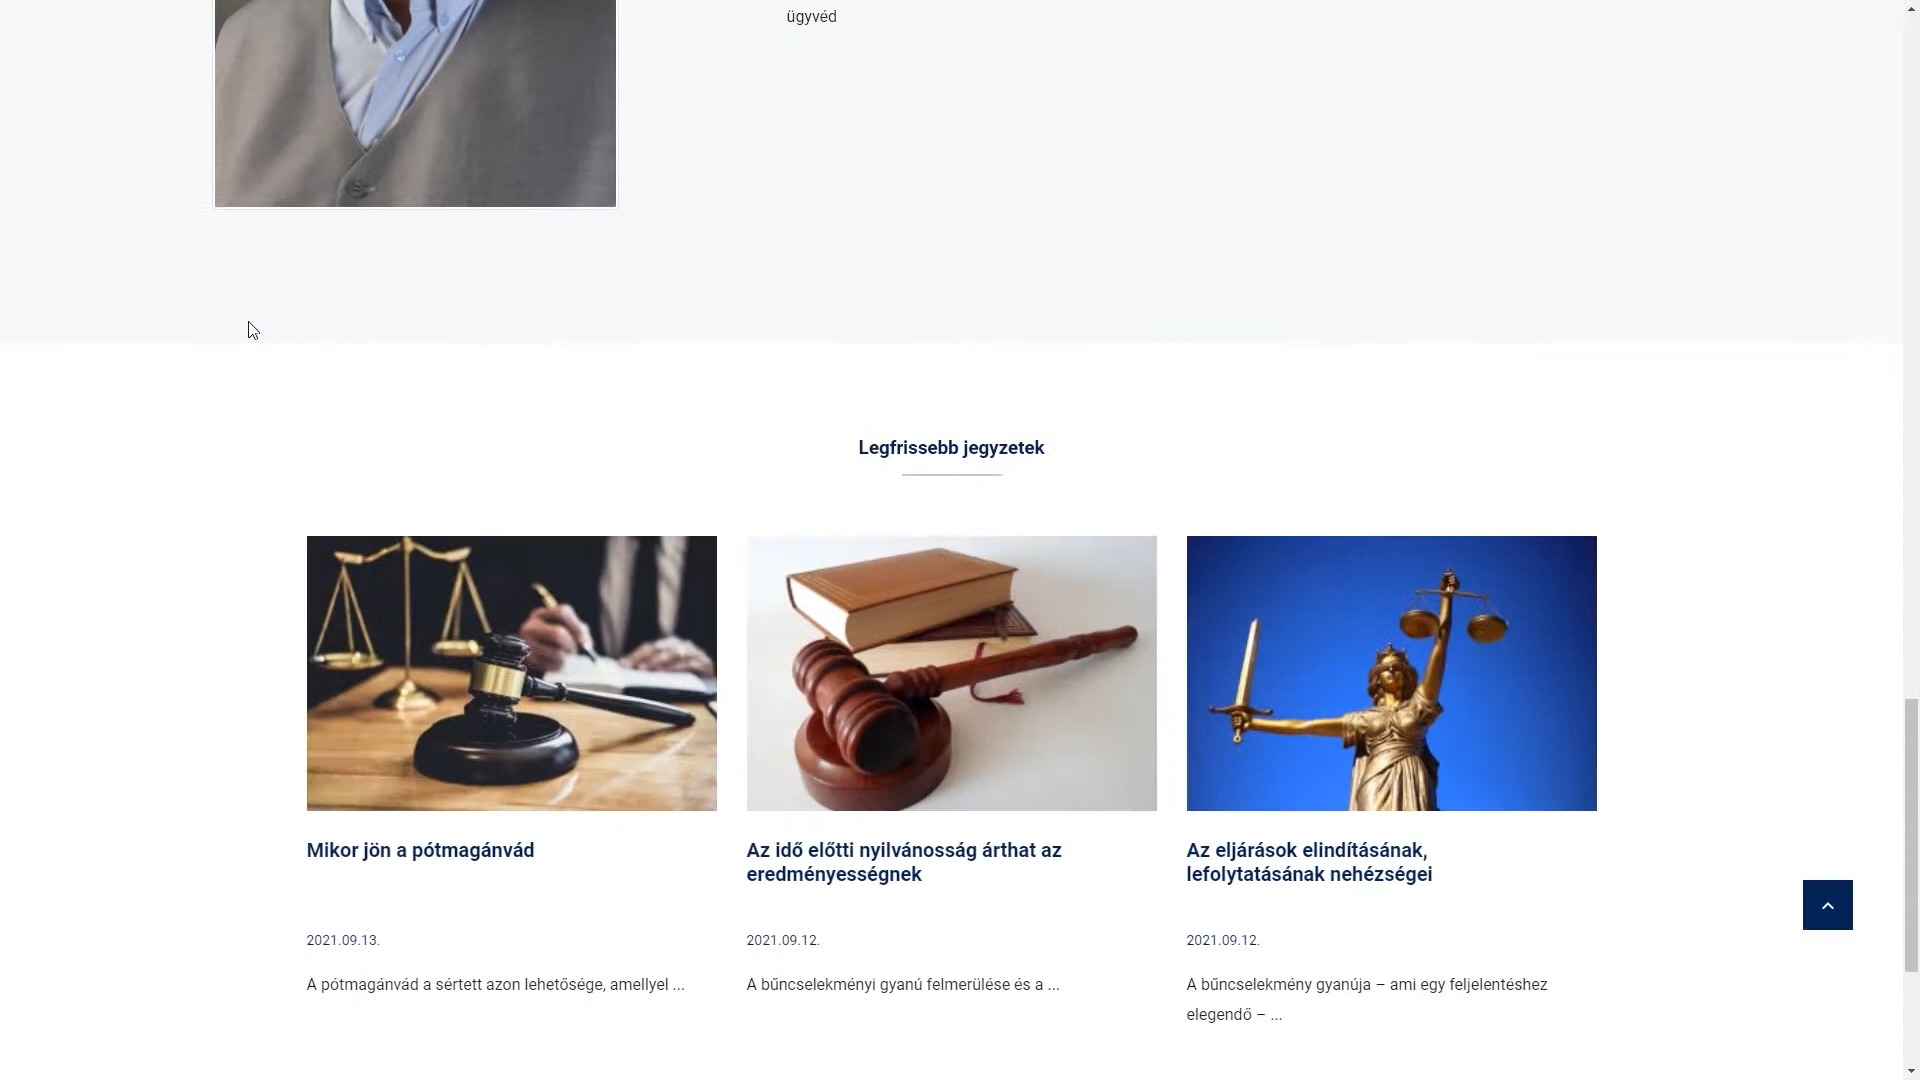 ügyvéd
Legfrissebb jegyzetek
Mikor jön a pótmagánvád
2021.09.13.
A pótmagánvád a sértett azon lehetősége, amellyel ...
Az idő előtti nyilvánosság árthat az
eredményességnek
2021.09.12.
A bűncselekményi gyanú felmerülése és a ...
Az eljárások elindításának,
lefolytatásának nehézségei
2021.09.12.
A bűncselekmény gyanúja – ami egy feljelentéshez
elegendő – ...